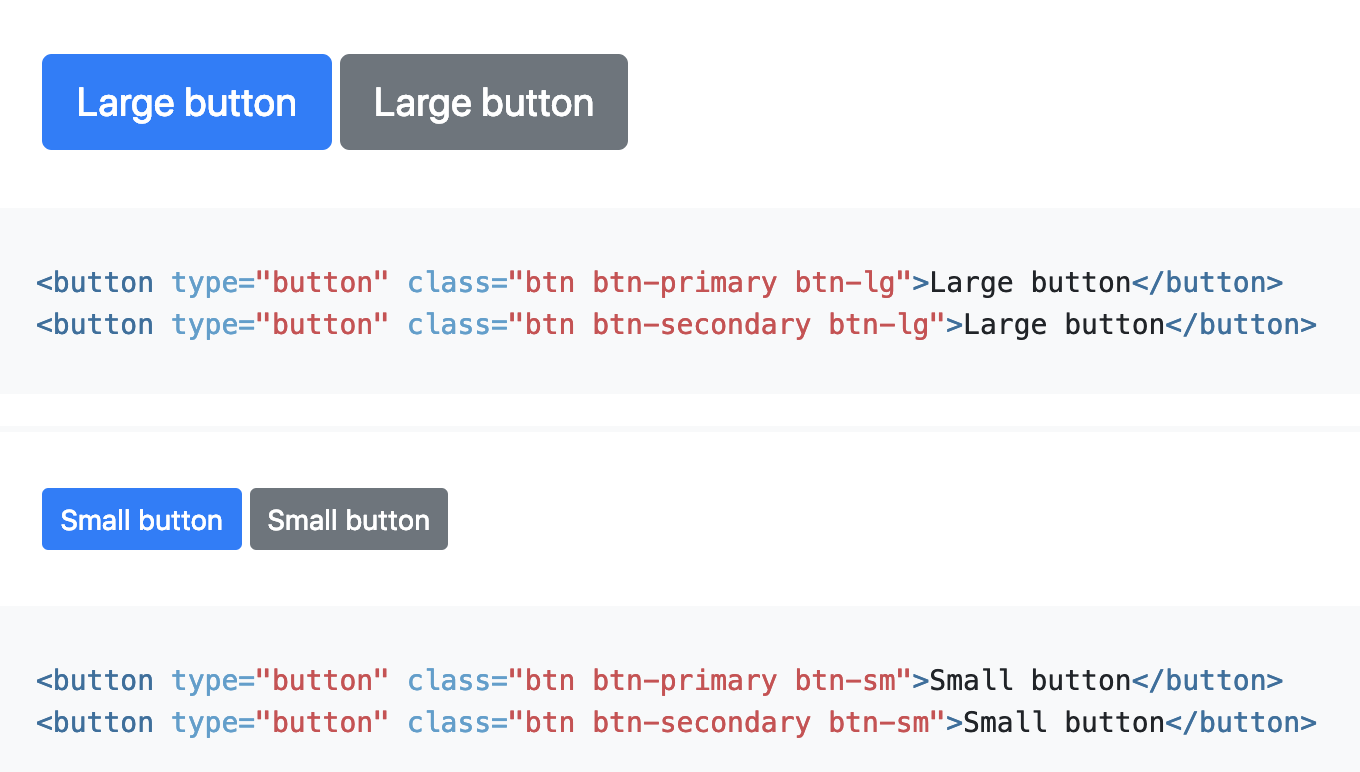 Large button Large button
<button type="button" class="btn btn-primary btn-lg">Large button</button>
<button type="button" class="btn btn-secondary btn-lg">Large button</button>
Small button Small button
<button type="button" class="btn btn-primary btn-sm">Small button</button>
<button type="button" class="btn btn-secondary btn-sm">Small button</button>